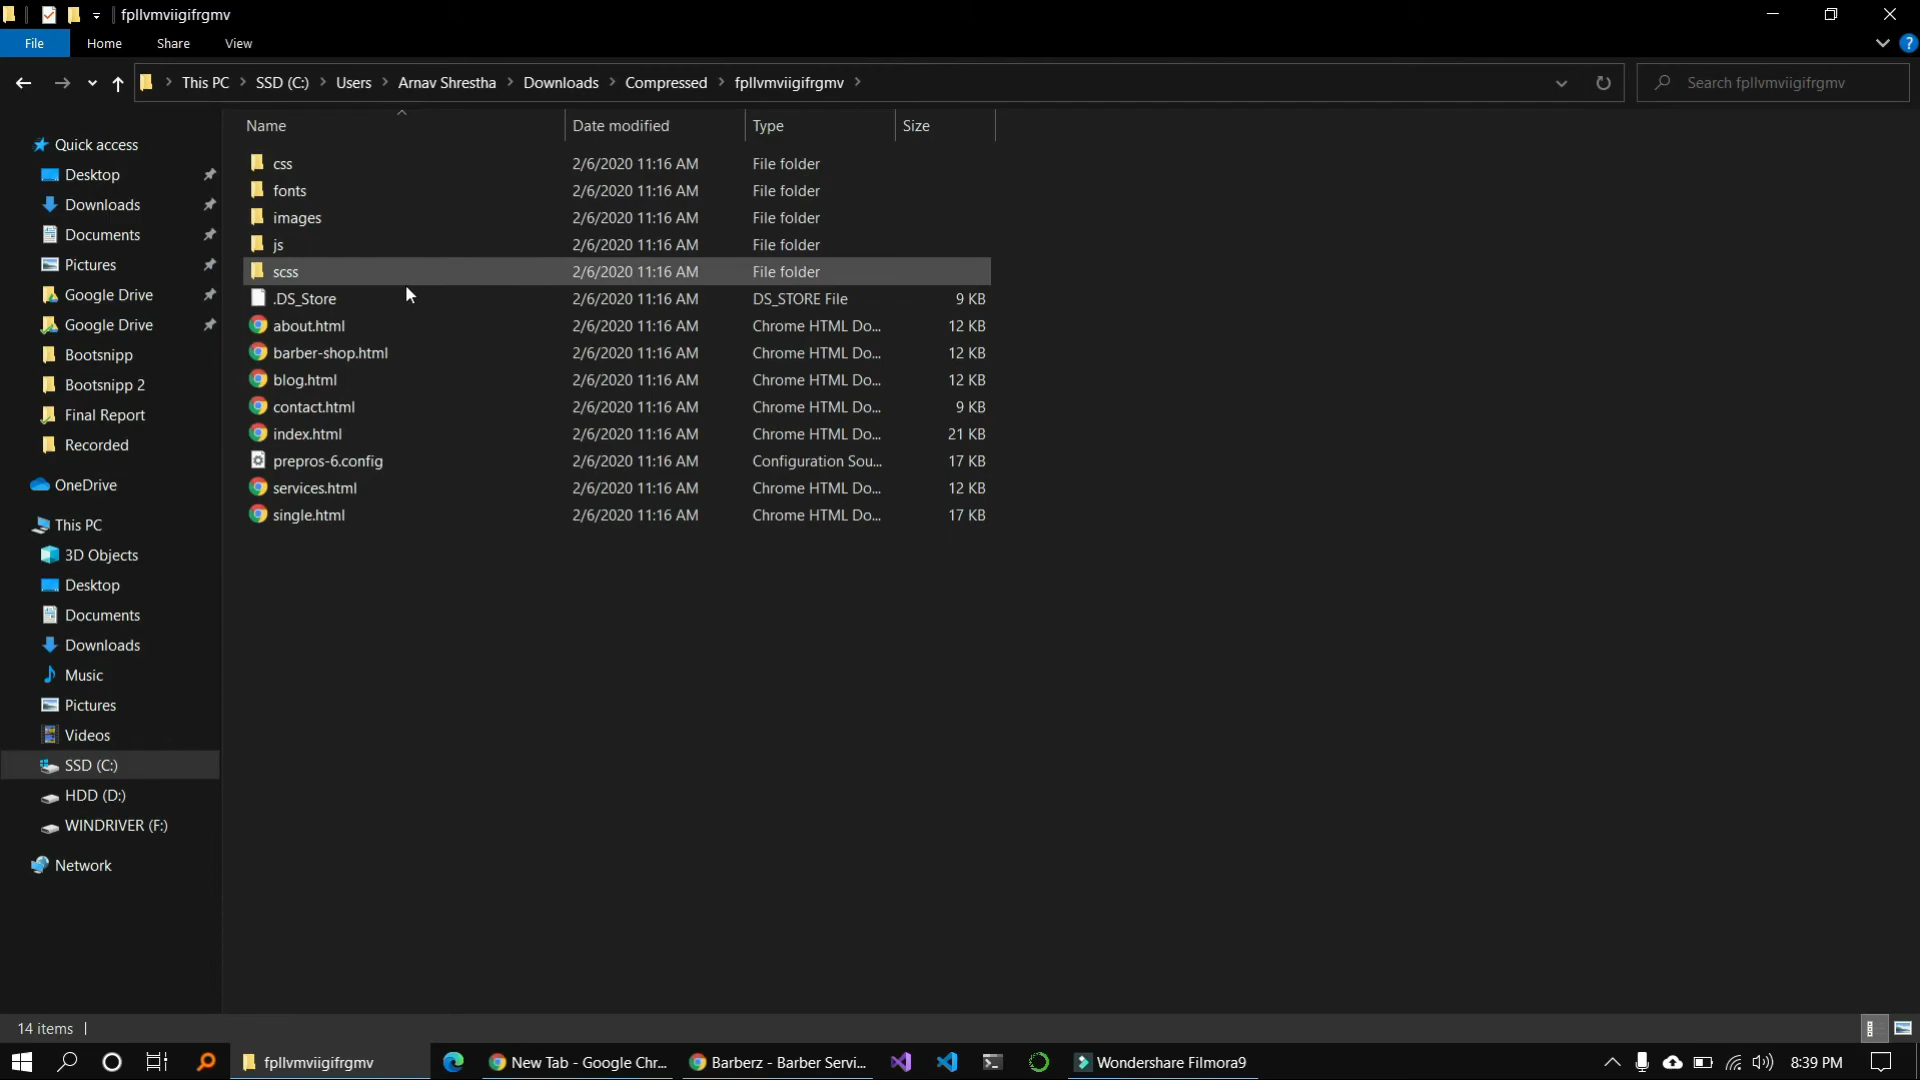 fpllvmviigifrgmv
File Home Share View
This PC SSD (C:) Users Arnav Shrestha Downloads Compressed fpllvmviigifrgmv Search fpllvmviigifrgmv
Name Date modified Type Size
css 2/6/2020 11:16 AM File folder
fonts 2/6/2020 11:16 AM File folder
images 2/6/2020 11:16 AM File folder
js 2/6/2020 11:16 AM File folder
scss 2/6/2020 11:16 AM File folder
.DS_Store 2/6/2020 11:16 AM DS_STORE File 9 KB
about.html 2/6/2020 11:16 AM Chrome HTML Do... 12 KB
barber-shop.html 2/6/2020 11:16 AM Chrome HTML Do... 12 KB
blog.html 2/6/2020 11:16 AM Chrome HTML Do... 12 KB
contact.html 2/6/2020 11:16 AM Chrome HTML Do... 9 KB
index.html 2/6/2020 11:16 AM Chrome HTML Do... 21 KB
prepros-6.config 2/6/2020 11:16 AM Configuration Sou... 17 KB
services.html 2/6/2020 11:16 AM Chrome HTML Do... 12 KB
single.html 2/6/2020 11:16 AM Chrome HTML Do... 17 KB
Quick access
Desktop
Downloads
Documents
Pictures
Google Drive
Google Drive
Bootsnipp
Bootsnipp 2
Final Report
Recorded
OneDrive
This PC
3D Objects
Desktop
Documents
Downloads
Music
Pictures
Videos
SSD (C:)
HDD (D:)
WINDRIVER (F:)
Network
14 items
fpllvmviigifrgmv New Tab - Google Chr... Barberz - Barber Servi... Wondershare Filmora9 8:39 PM